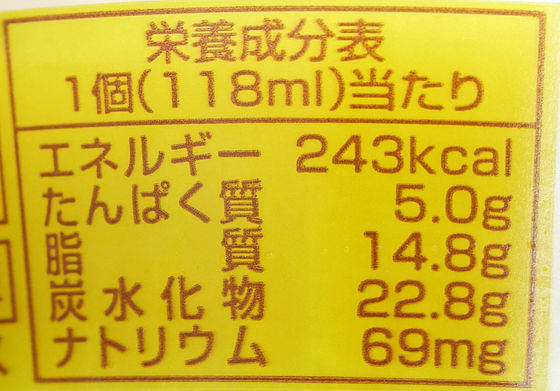 栄養成分表
1個(118ml)当たり
エネルギー 243kcal
たんぱく質 5.0g
脂質 14.8g
炭水化物 22.8g
ナトリウム 69mg